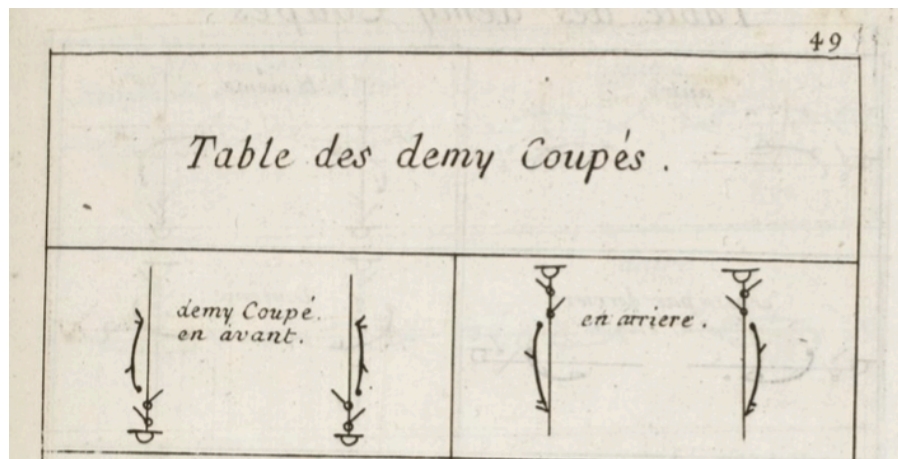 49
Table des demy Coupés .
demy Coupé.
en avant.
en arriere .